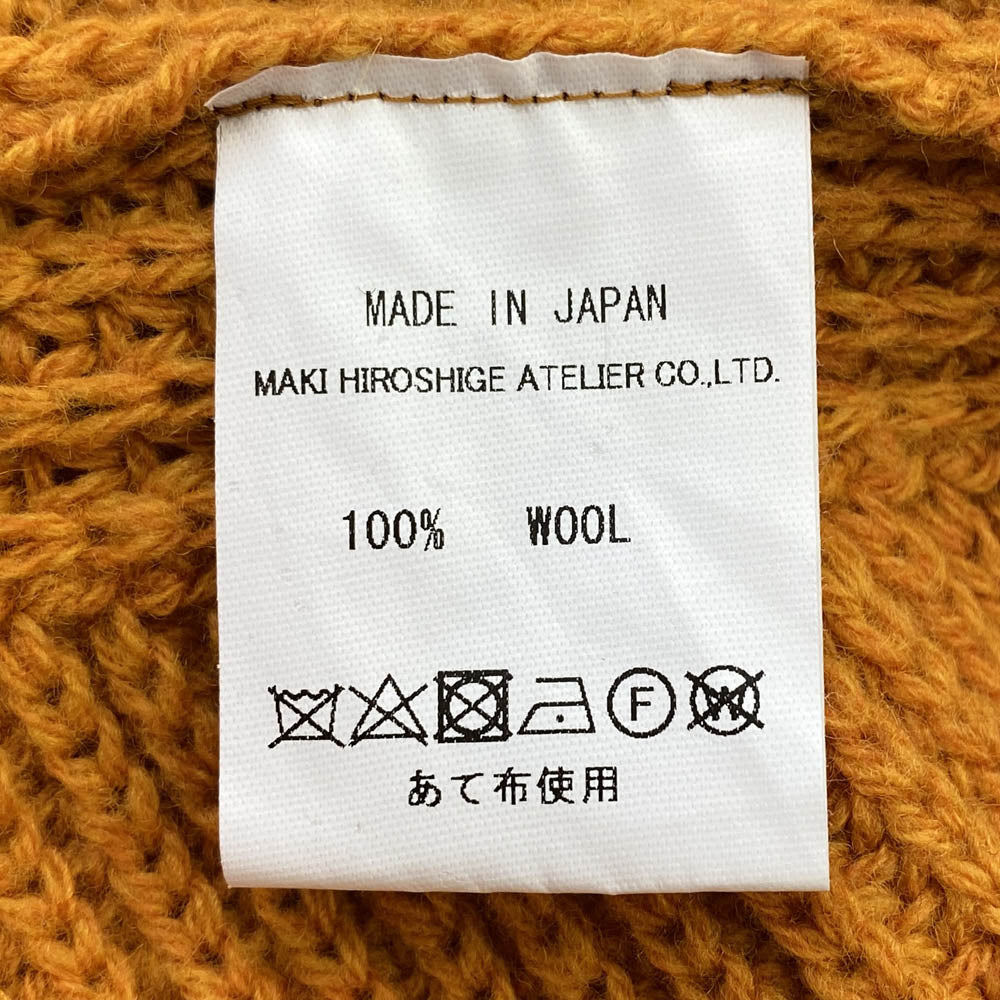 MADE IN JAPAN
MAKI HIROSHIGE ATELIER CO.,LTD.
100% WOOL
F W
あて布使用